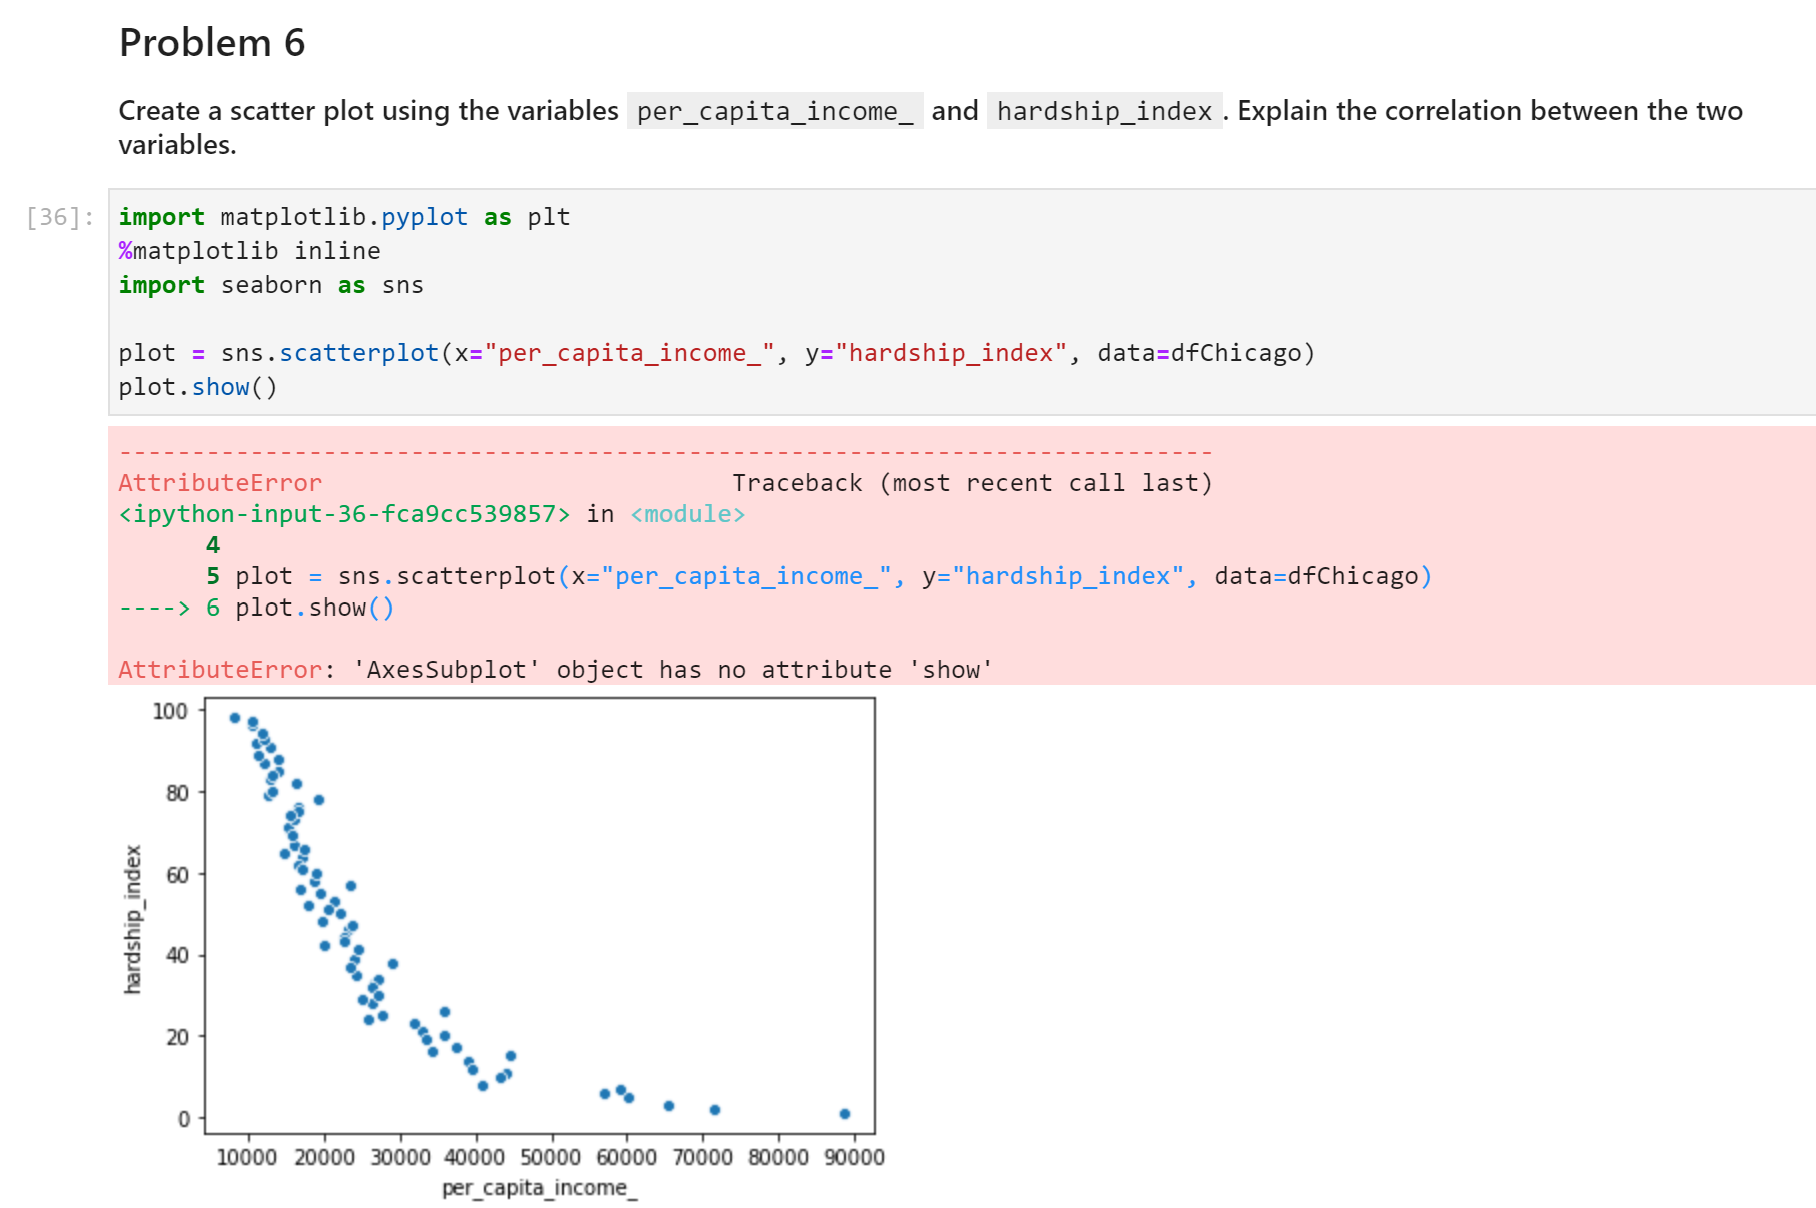 Problem 6
Create a scatter plot using the variables per_capita_income_ and hardship_index. Explain the correlation between the two
variables.
[36]: import matplotlib.pyplot as plt
%matplotlib inline
import seaborn as sns
plot = sns.scatterplot(x="per_capita_income_", y="hardship_index", data=dfChicago)
plot.show()
---------------------------------------------------------------------------
AttributeError                            Traceback (most recent call last)
<ipython-input-36-fca9cc539857> in <module>
4
5 plot = sns.scatterplot(x="per_capita_income_", y="hardship_index", data=dfChicago)
----> 6 plot.show()
AttributeError: 'AxesSubplot' object has no attribute 'show'
100
80
60
40
20
0
hardship_index
10000 20000 30000 40000 50000 60000 70000 80000 90000
per_capita_income_